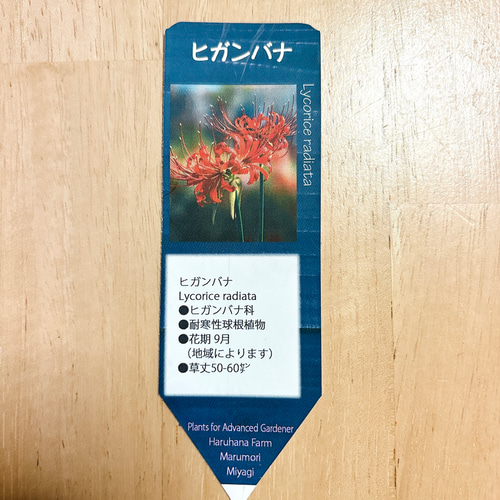 ヒガンバナ
Lycorice radiata
ヒガンバナ
Lycorice radiata
●ヒガンバナ科
●耐寒性球根植物
●花期 9月
（地域によります）
●草丈50-60㌢
Plants for Advanced Gardener
Haruhana Farm
Marumori
Miyagi